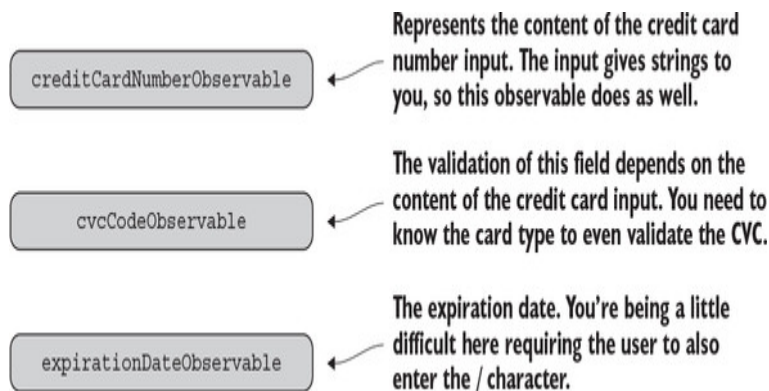 creditCardNumberObservable
Represents the content of the credit card
number input. The input gives strings to
you, so this observable does as well.
cvcCodeObservable
The validation of this field depends on the
content of the credit card input. You need to
know the card type to even validate the CVC.
expirationDateObservable
The expiration date. You're being a little
difficult here requiring the user to also
enter the / character.